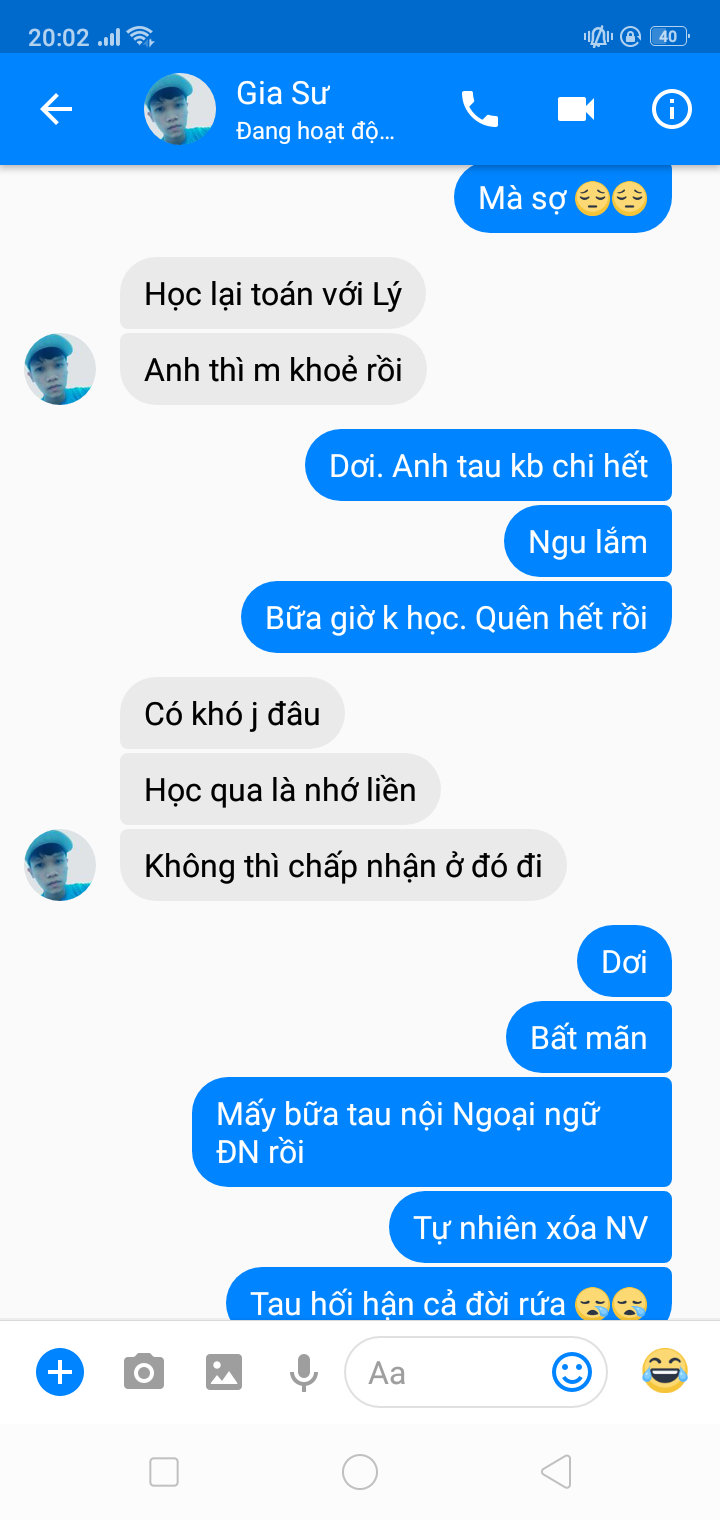 20:02
40
Gia Sư
Đang hoạt độ...
Mà sợ 😔😔
Học lại toán với Lý
Anh thì m khoẻ rồi
Dơi. Anh tau kb chi hết
Ngu lắm
Bữa giờ k học. Quên hết rồi
Có khó j đâu
Học qua là nhớ liền
Không thì chấp nhận ở đó đi
Dơi
Bất mãn
Mấy bữa tau nội Ngoại ngữ
ĐN rồi
Tự nhiên xóa NV
Tau hối hận cả đời rứa 😪😪
Aa